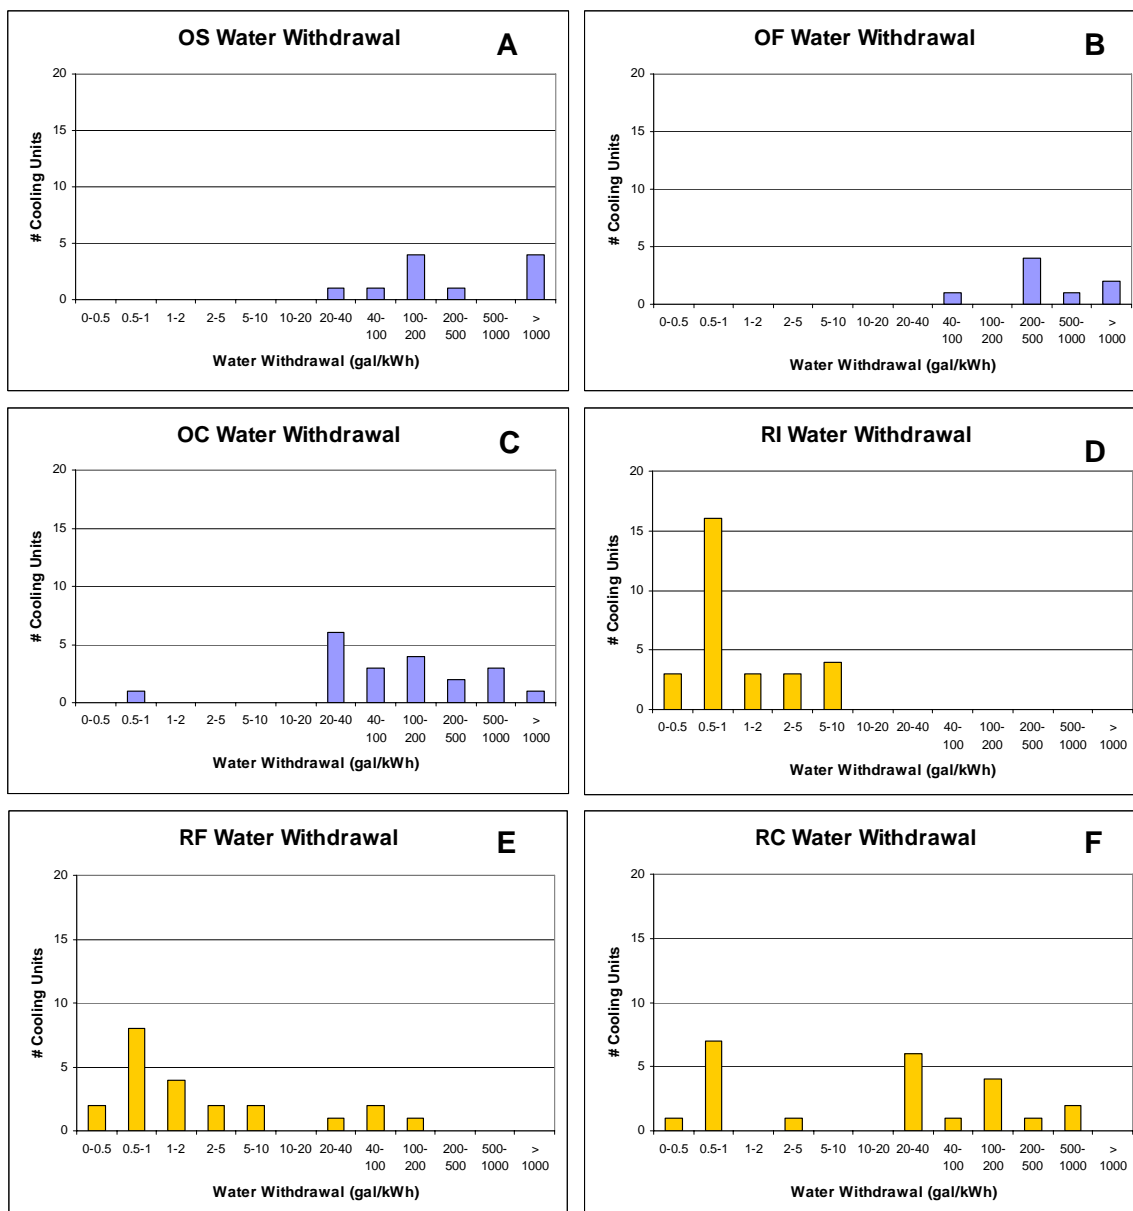 OS Water Withdrawal
A
# Cooling Units
20
15
10
5
0
0-0.5 0.5-1 1-2 2-5 5-10 10-20 20-40 40- 100- 200- 500- >
100 200 500 1000 1000
Water Withdrawal (gal/kWh)
OF Water Withdrawal
B
# Cooling Units
20
15
10
5
0
0-0.5 0.5-1 1-2 2-5 5-10 10-20 20-40 40- 100- 200- 500- >
100 200 500 1000 1000
Water Withdrawal (gal/kWh)
OC Water Withdrawal
C
# Cooling Units
20
15
10
5
0
0-0.5 0.5-1 1-2 2-5 5-10 10-20 20-40 40- 100- 200- 500- >
100 200 500 1000 1000
Water Withdrawal (gal/kWh)
RI Water Withdrawal
D
# Cooling Units
20
15
10
5
0
0-0.5 0.5-1 1-2 2-5 5-10 10-20 20-40 40- 100- 200- 500- >
100 200 500 1000 1000
Water Withdrawal (gal/kWh)
RF Water Withdrawal
E
# Cooling Units
20
15
10
5
0
0-0.5 0.5-1 1-2 2-5 5-10 10-20 20-40 40- 100- 200- 500- >
100 200 500 1000 1000
Water Withdrawal (gal/kWh)
RC Water Withdrawal
F
# Cooling Units
20
15
10
5
0
0-0.5 0.5-1 1-2 2-5 5-10 10-20 20-40 40- 100- 200- 500- >
100 200 500 1000 1000
Water Withdrawal (gal/kWh)